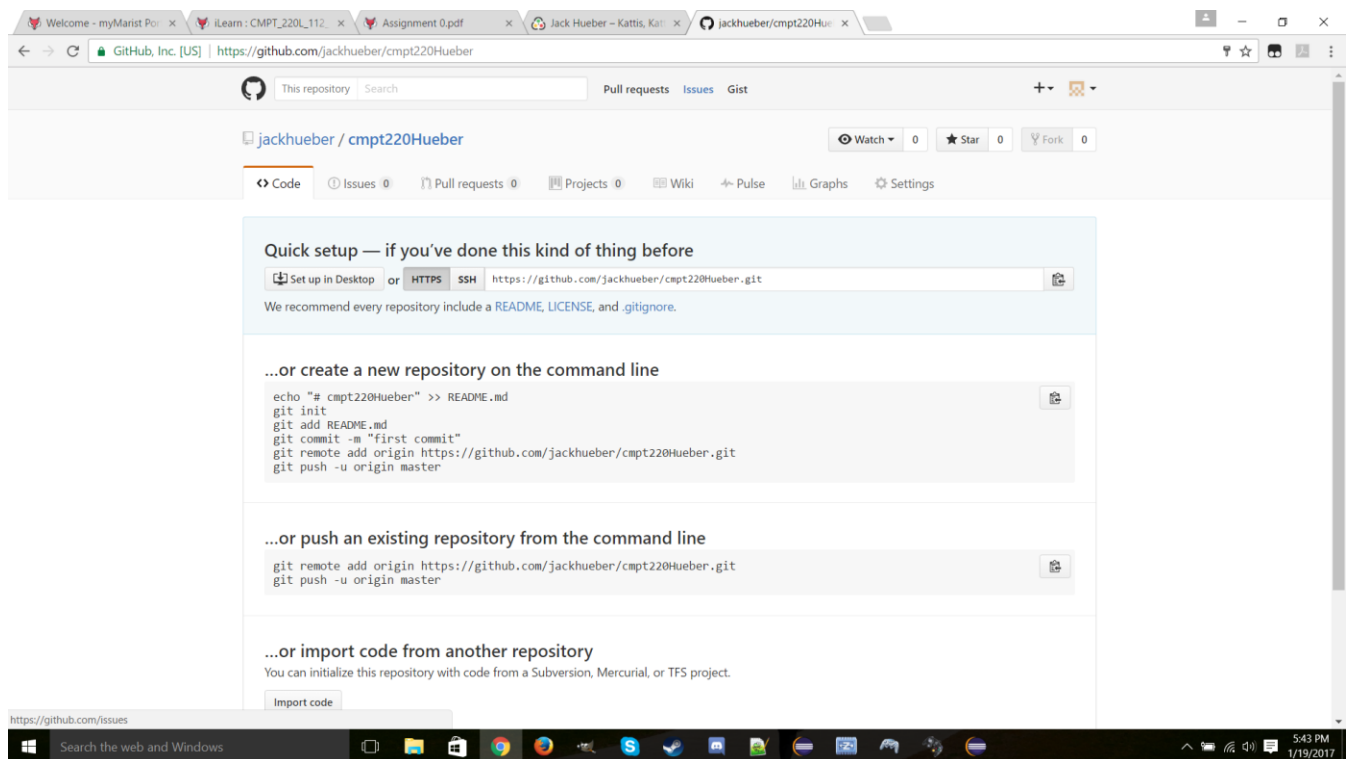 Welcome - myMarist Por
iLearn : CMPT_220L_112_
Assignment 0.pdf
Jack Hueber – Kattis, Kat
jackhueber/cmpt220Hue
GitHub, Inc. [US] | https://github.com/jackhueber/cmpt220Hueber
This repository Search Pull requests Issues Gist
jackhueber / cmpt220Hueber
Watch 0 Star 0 Fork 0
<> Code Issues 0 Pull requests 0 Projects 0 Wiki Pulse Graphs Settings
Quick setup — if you've done this kind of thing before
Set up in Desktop or HTTPS SSH https://github.com/jackhueber/cmpt220Hueber.git
We recommend every repository include a README, LICENSE, and .gitignore.
…or create a new repository on the command line
echo "# cmpt220Hueber" >> README.md
git init
git add README.md
git commit -m "first commit"
git remote add origin https://github.com/jackhueber/cmpt220Hueber.git
git push -u origin master
…or push an existing repository from the command line
git remote add origin https://github.com/jackhueber/cmpt220Hueber.git
git push -u origin master
…or import code from another repository
You can initialize this repository with code from a Subversion, Mercurial, or TFS project.
Import code
https://github.com/issues
Search the web and Windows
5:43 PM
1/19/2017